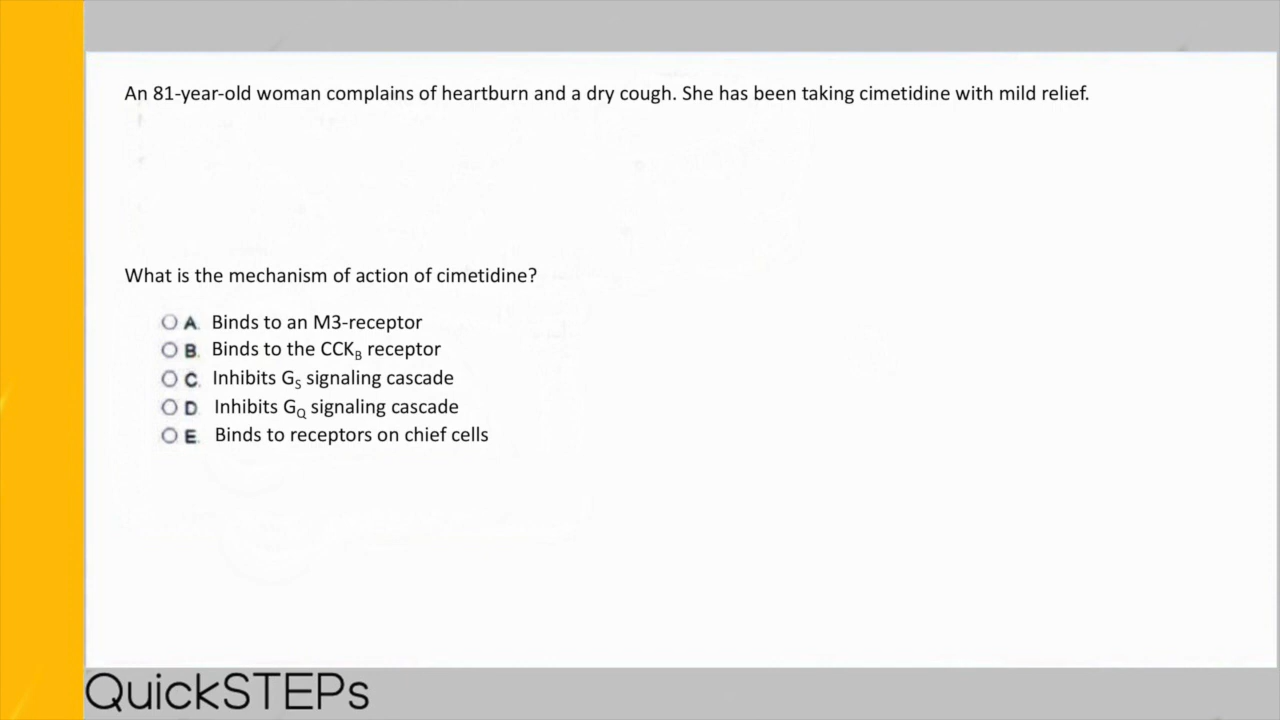 An 81-year-old woman complains of heartburn and a dry cough. She has been taking cimetidine with mild relief.
What is the mechanism of action of cimetidine?
A. Binds to an M3-receptor
B. Binds to the CCKB receptor
C. Inhibits GS signaling cascade
D. Inhibits GQ signaling cascade
E. Binds to receptors on chief cells
QuickSTEPs